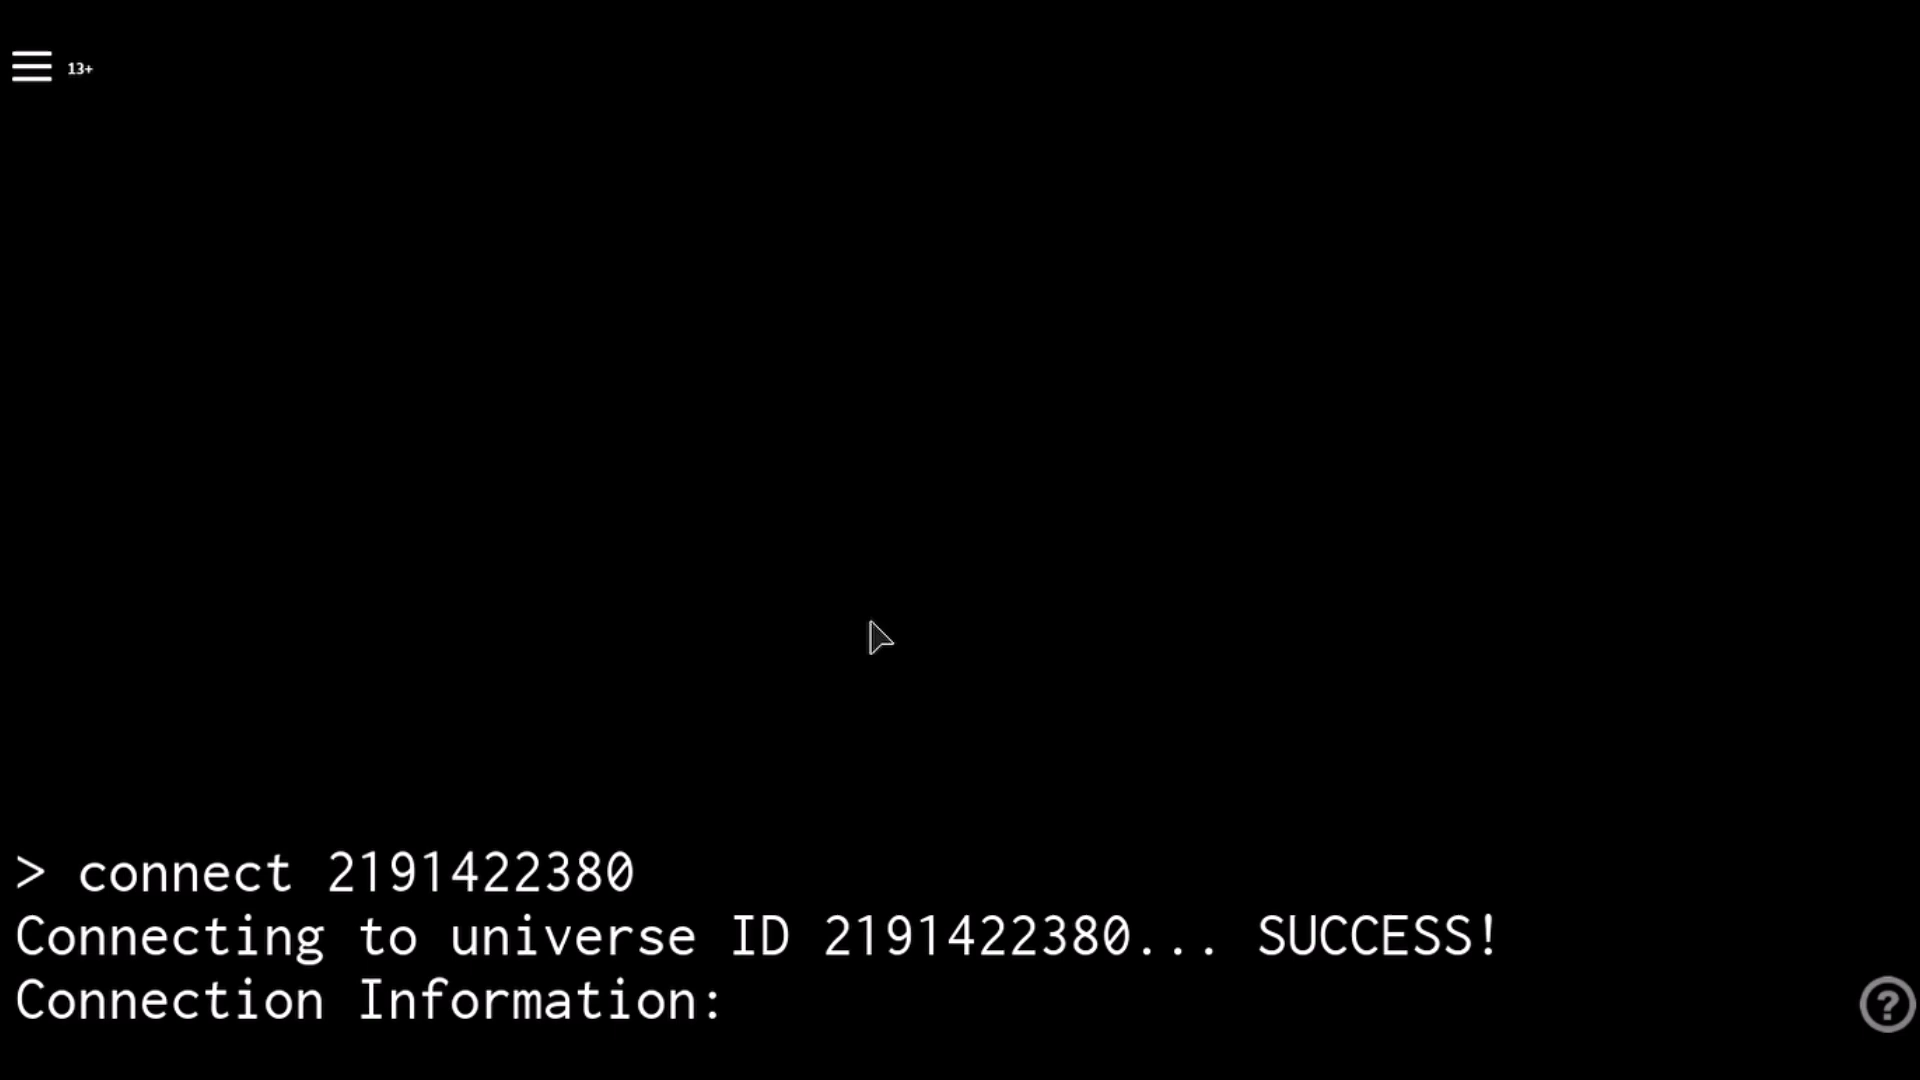 13+
> connect 2191422380
Connecting to universe ID 2191422380... SUCCESS!
Connection Information:
?